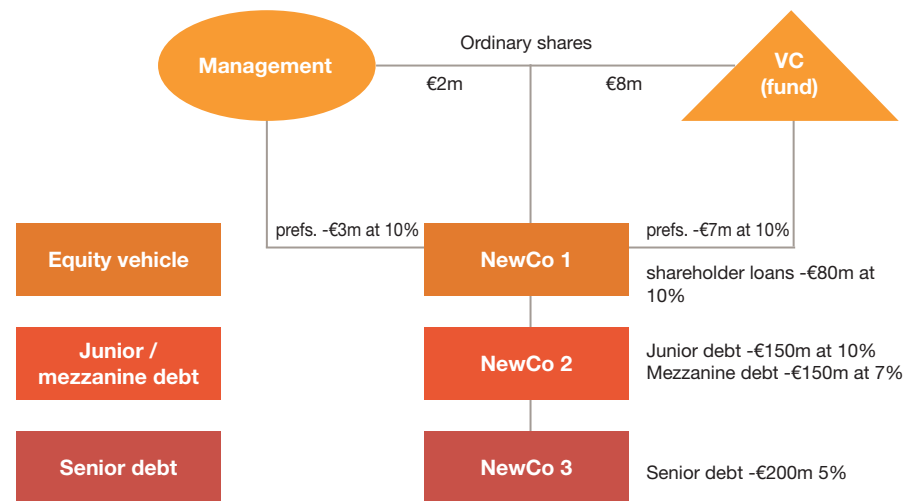 Ordinary shares
Management
VC
(fund)
€2m
€8m
prefs. -€3m at 10%
prefs. -€7m at 10%
Equity vehicle
NewCo 1
shareholder loans -€80m at
10%
Junior /
mezzanine debt
NewCo 2
Junior debt -€150m at 10%
Mezzanine debt -€150m at 7%
Senior debt
NewCo 3
Senior debt -€200m 5%